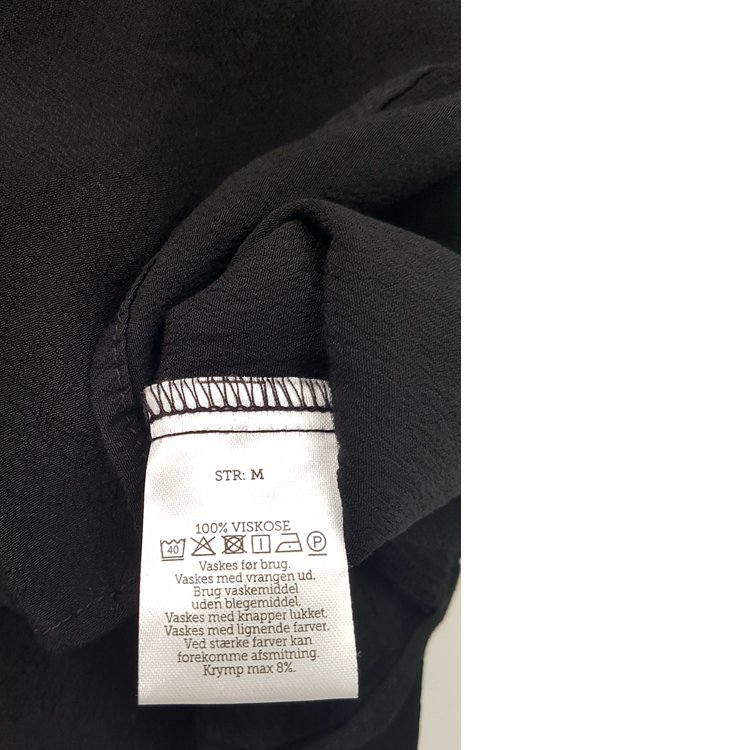 STR: M
100% VISKOSE
40 P
Vaskes før brug.
Vaskes med vrangen ud.
Brug vaskemiddel
uden blegemiddel.
Vaskes med knapper lukket.
Vaskes med lignende farver.
Ved stærke farver kan
forekomme afsmitning.
Krymp max 8%.